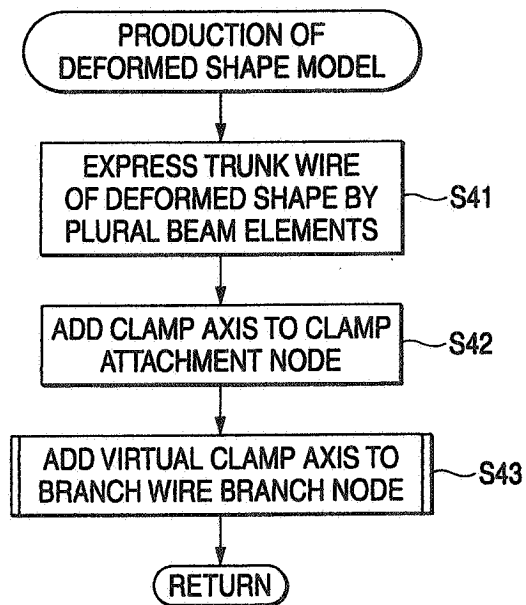 PRODUCTION OF
DEFORMED SHAPE MODEL
EXPRESS TRUNK WIRE
OF DEFORMED SHAPE BY
PLURAL BEAM ELEMENTS
S41
ADD CLAMP AXIS TO CLAMP
ATTACHMENT NODE
S42
ADD VIRTUAL CLAMP AXIS TO
BRANCH WIRE BRANCH NODE
S43
RETURN